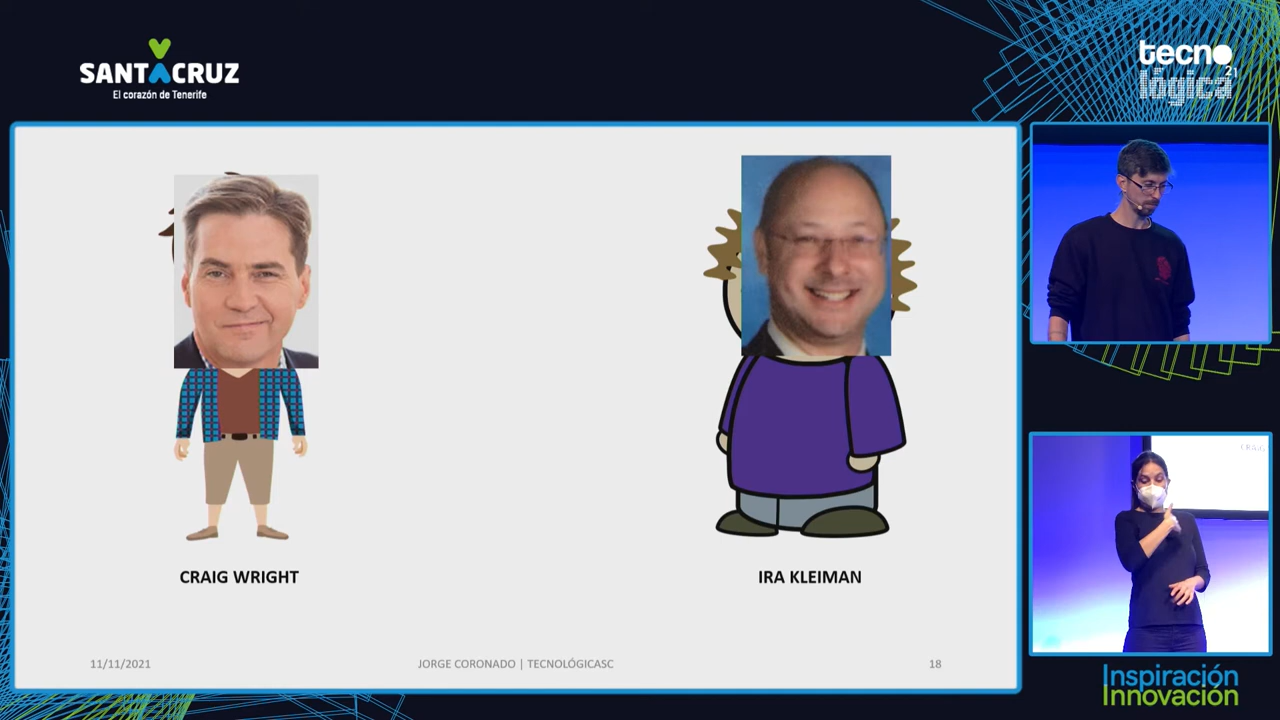 SANTACRUZ
El corazón de Tenerife
tecno
lógica
21
CRAIG WRIGHT
IRA KLEIMAN
11/11/2021
JORGE CORONADO | TECNOLÓGICASC
18
CRAIG
Inspiración
Innovación